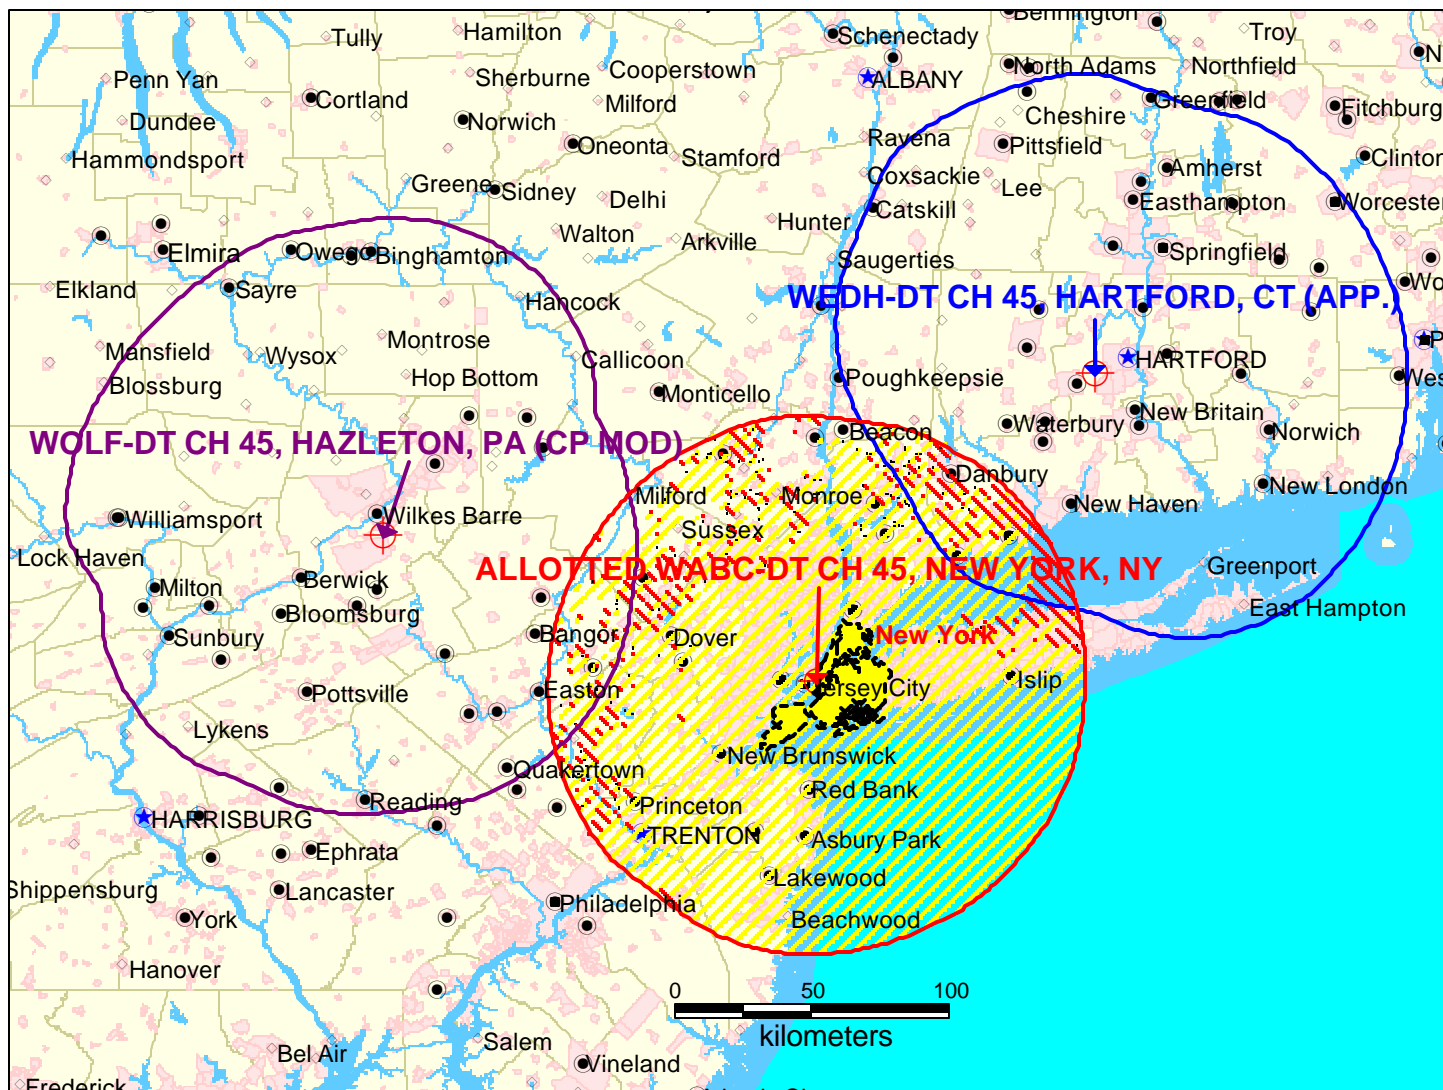 Bennington
Tully
Hamilton
Troy
Schenectady
Penn Yan
Sherburne
Cooperstown
ALBANY
North Adams
Northfield
Cortland
Milford
Greenfield
Fitchburg
Dundee
Norwich
Cheshire
Hammondsport
Oneonta
Stamford
Ravena
Pittsfield
Amherst
Clinton
Greene
Sidney
Delhi
Coxsackie
Lee
Catskill
Easthampton
Worcester
Hunter
Elmira
Owego
Binghamton
Walton
Arkville
Saugerties
Springfield
Elkland
Sayre
Hancock
WEDH-DT CH 45, HARTFORD, CT (APP.)
Mansfield
Wysox
Montrose
Callicoon
HARTFORD
Blossburg
Hop Bottom
Monticello
Poughkeepsie
New Britain
WOLF-DT CH 45, HAZLETON, PA (CP MOD)
Beacon
Waterbury
Norwich
Danbury
Milford
Monroe
New Haven
New London
Williamsport
Wilkes Barre
Sussex
Lock Haven
ALLOTTED WABC-DT CH 45, NEW YORK, NY
Greenport
Milton
Berwick
Bloomsburg
East Hampton
Sunbury
Bangor
Dover
New York
Pottsville
Easton
Jersey City
Islip
Lykens
New Brunswick
Quakertown
Reading
Princeton
Red Bank
HARRISBURG
TRENTON
Asbury Park
Ephrata
Lancaster
Lakewood
Shippensburg
York
Philadelphia
Beachwood
Hanover
0 50 100
kilometers
Salem
Bel Air
Vineland
Frederick